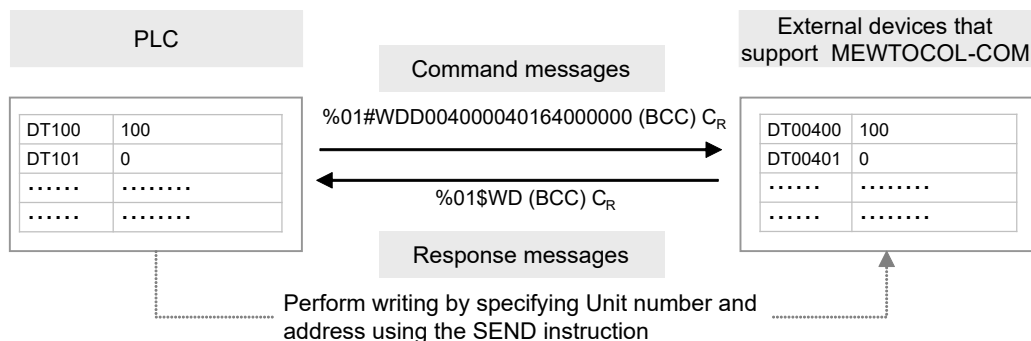 PLC
External devices that
support MEWTOCOL-COM
Command messages
%01#WDD004000040164000000 (BCC) CR
DT100 100
DT101 0
...... ........
...... ........
DT00400 100
DT00401 0
...... ........
...... ........
%01$WD (BCC) CR
Response messages
Perform writing by specifying Unit number and
address using the SEND instruction